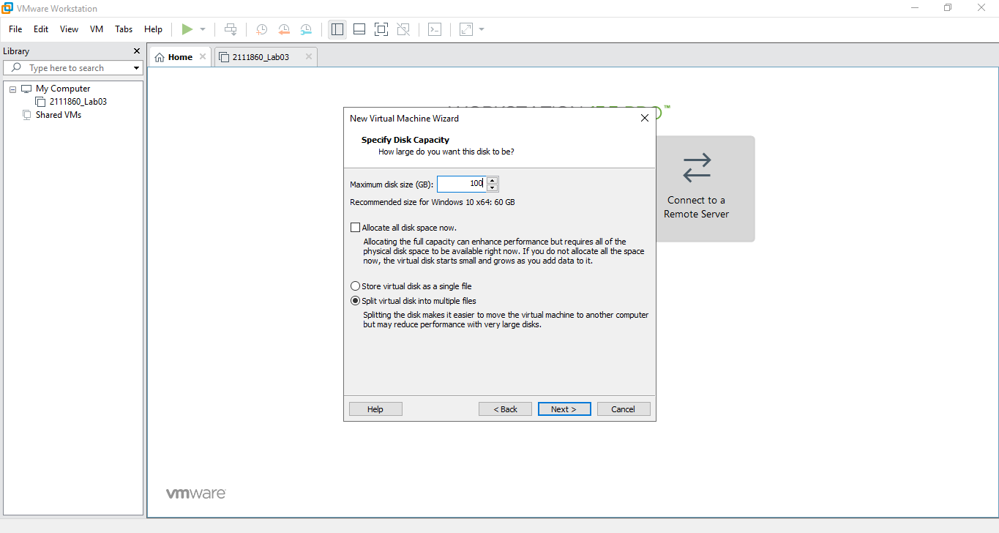 VMware Workstation
File Edit View VM Tabs Help
Library
Type here to search
My Computer
2111860_Lab03
Shared VMs
Home
2111860_Lab03
™
Connect to a
Remote Server
New Virtual Machine Wizard
Specify Disk Capacity
How large do you want this disk to be?
Maximum disk size (GB): 100
Recommended size for Windows 10 x64: 60 GB
Allocate all disk space now.
Allocating the full capacity can enhance performance but requires all of the
physical disk space to be available right now. If you do not allocate all the space
now, the virtual disk starts small and grows as you add data to it.
Store virtual disk as a single file
Split virtual disk into multiple files
Splitting the disk makes it easier to move the virtual machine to another computer
but may reduce performance with very large disks.
Help
< Back
Next >
Cancel
vmware